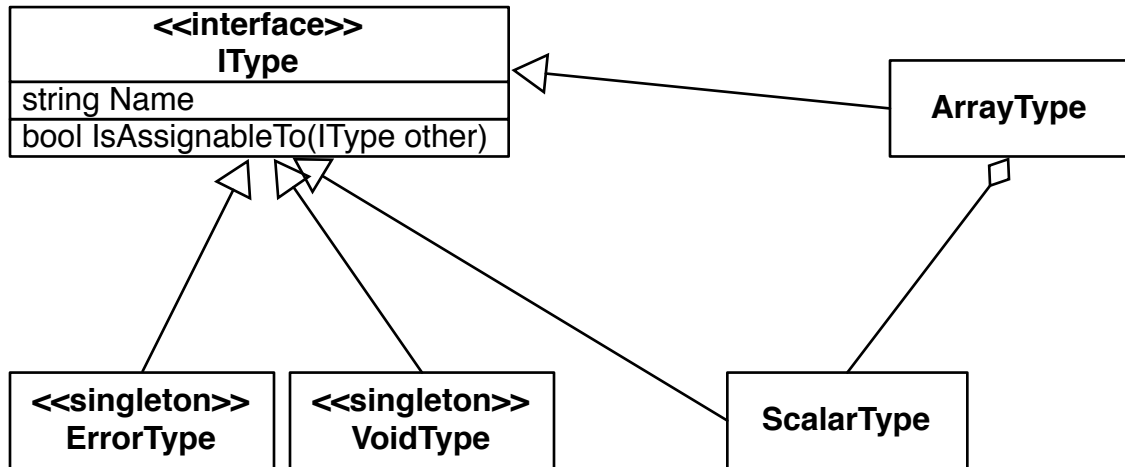 <<interface>>
IType
string Name
bool IsAssignableTo(IType other)
ArrayType
<<singleton>>
ErrorType
<<singleton>>
VoidType
ScalarType